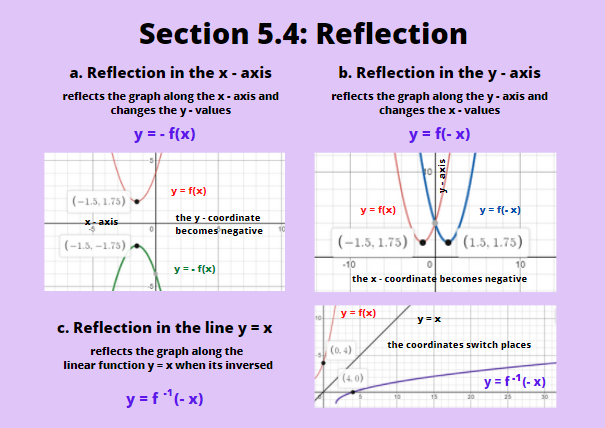 Section 5.4: Reflection
a. Reflection in the x - axis
reflects the graph along the x - axis and
changes the y - values
y = - f(x)
5
y = f(x)
(−1.5, 1.75)
x - axis
the y - coordinate
becomes negative
-5
0
10
(−1.5, −1.75)
y = - f(x)
-5
b. Reflection in the y - axis
reflects the graph along the y - axis and
changes the x - values
y = f(- x)
10
y - axis
y = f(x)
y = f(- x)
(−1.5, 1.75)
(1.5, 1.75)
-10
0
10
the x - coordinate becomes negative
c. Reflection in the line y = x
reflects the graph along the
linear function y = x when its inversed
y = f ⁻¹(- x)
10
y = f(x)
y = x
the coordinates switch places
5
(0, 4)
(4, 0)
y = f ⁻¹(- x)
0
5
10
15
20
25
30